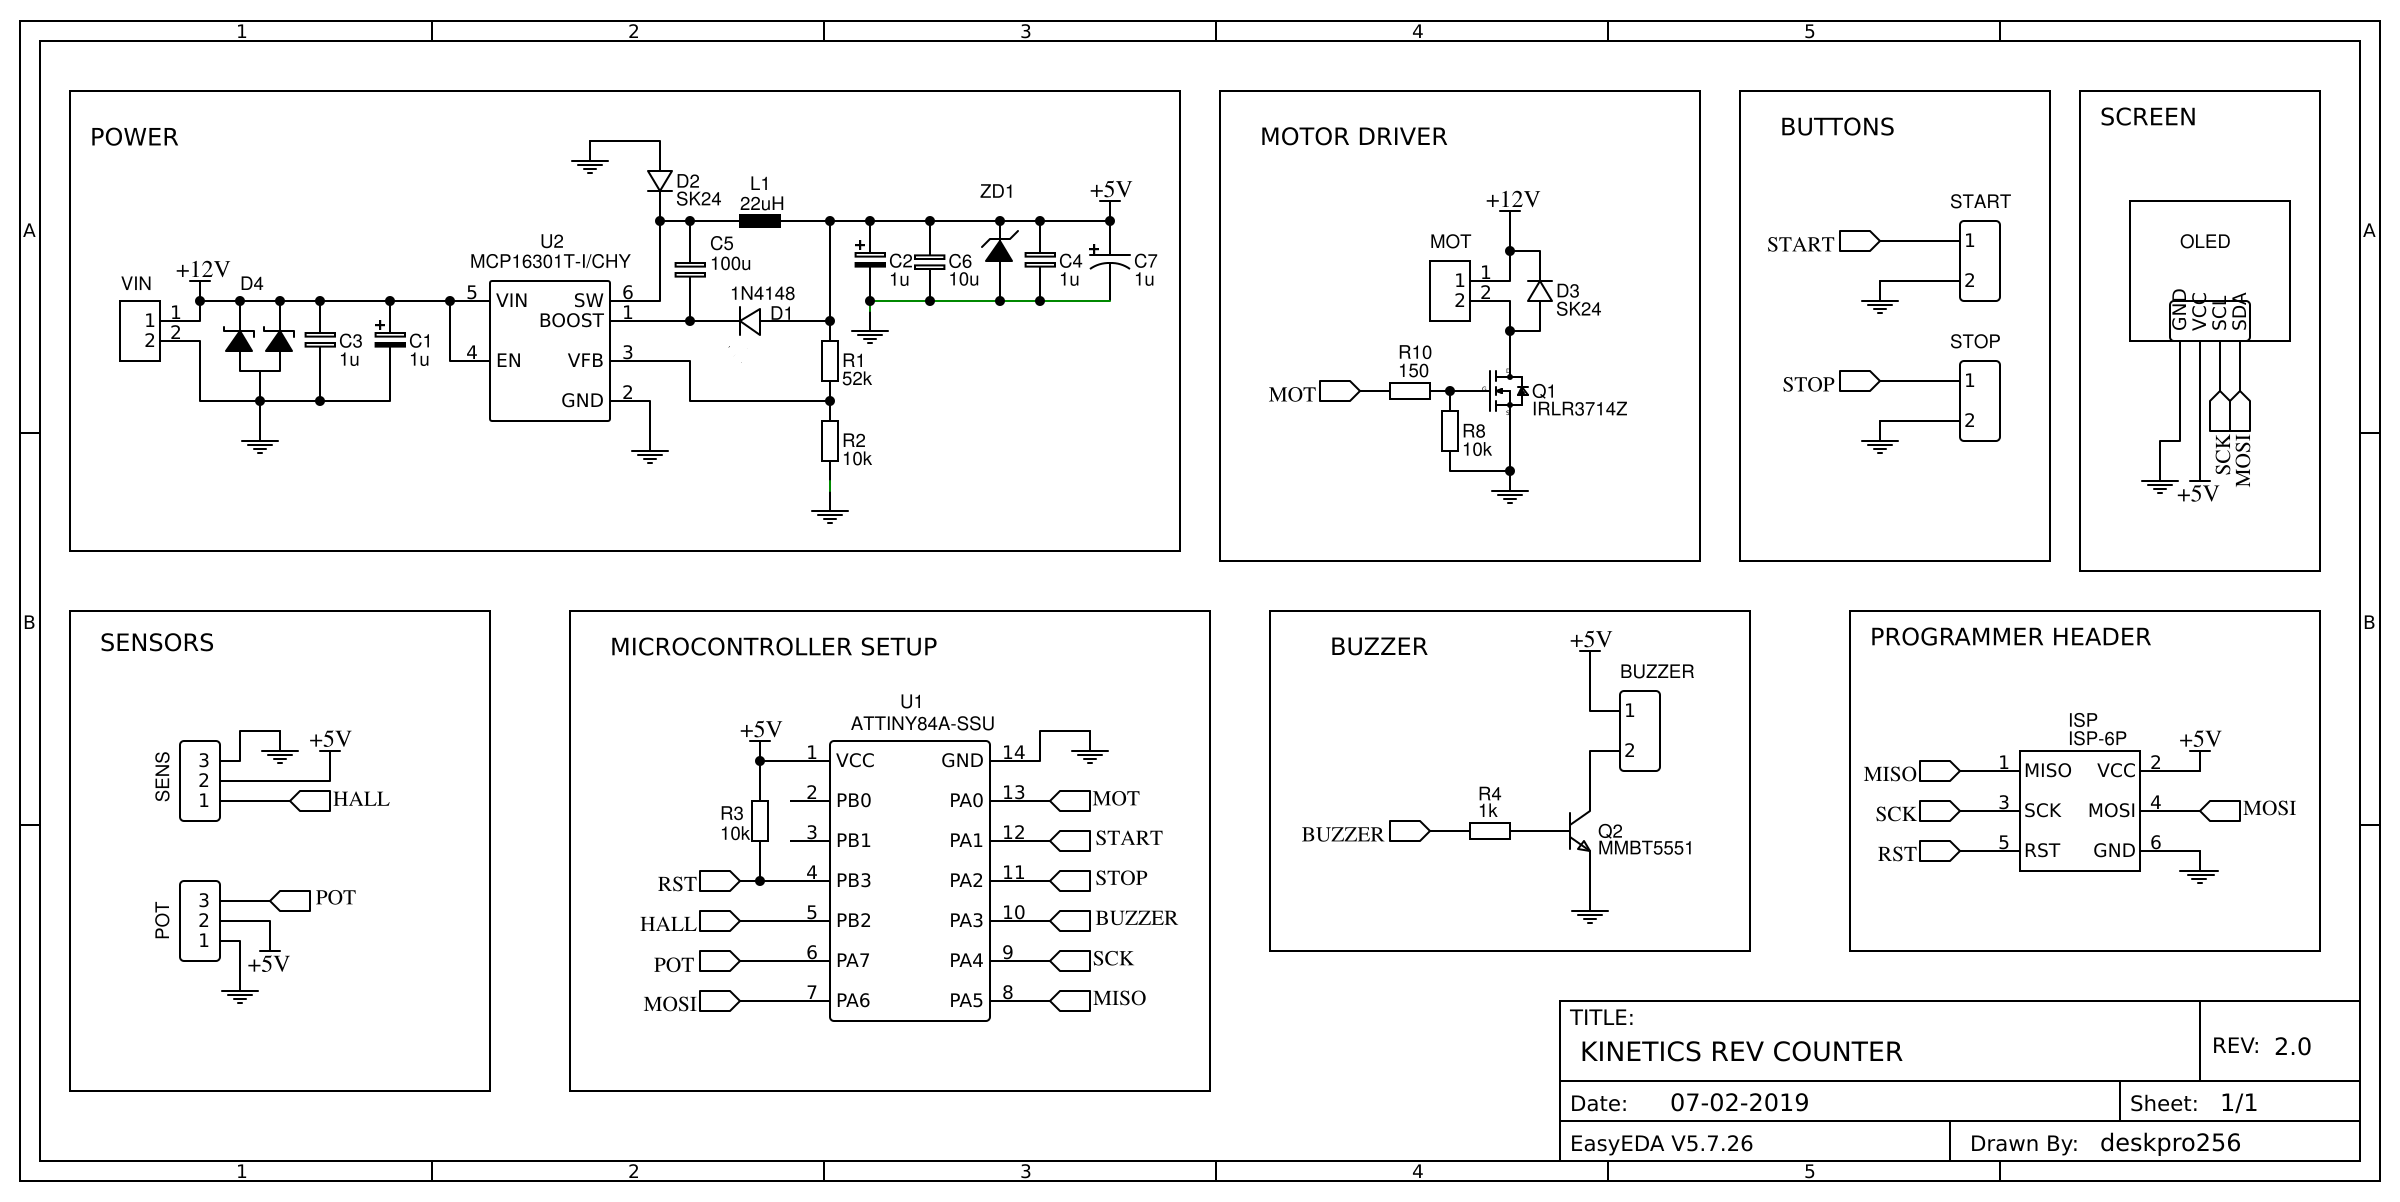 1 2 3 4 5
A
A
B
B
POWER
VIN
1
2
1
2
+12V
D4
C3
1u
C1
1u
U2
MCP16301T-I/CHY
5 VIN
4 EN
SW 6
BOOST 1
VFB 3
GND 2
D2
SK24
L1
22uH
C5
100u
1N4148
D1
R1
52k
R2
10k
C2
1u
C6
10u
ZD1
C4
1u
+5V
C7
1u
MOTOR DRIVER
+12V
MOT
1
2
1
2
D3
SK24
R10
150
MOT
R8
10k
Q1
IRLR3714Z
BUTTONS
START
START
1
2
STOP
STOP
1
2
SCREEN
OLED
GND
VCC
SCL
SDA
SCK
MOSI
+5V
SENSORS
SENS
3
2
1
+5V
HALL
POT
3
2
1
POT
+5V
MICROCONTROLLER SETUP
U1
ATTINY84A-SSU
+5V
R3
10k
1 VCC
2 PB0
3 PB1
RST 4 PB3
HALL 5 PB2
POT 6 PA7
MOSI 7 PA6
GND 14
PA0 13 MOT
PA1 12 START
PA2 11 STOP
PA3 10 BUZZER
PA4 9 SCK
PA5 8 MISO
BUZZER
+5V
BUZZER
1
2
R4
1k
BUZZER
Q2
MMBT5551
PROGRAMMER HEADER
ISP
ISP-6P
+5V
MISO 1 MISO VCC 2
SCK 3 SCK MOSI 4 MOSI
RST 5 RST GND 6
TITLE:
KINETICS REV COUNTER
REV: 2.0
Date: 07-02-2019
Sheet: 1/1
EasyEDA V5.7.26
Drawn By: deskpro256
1 2 3 4 5